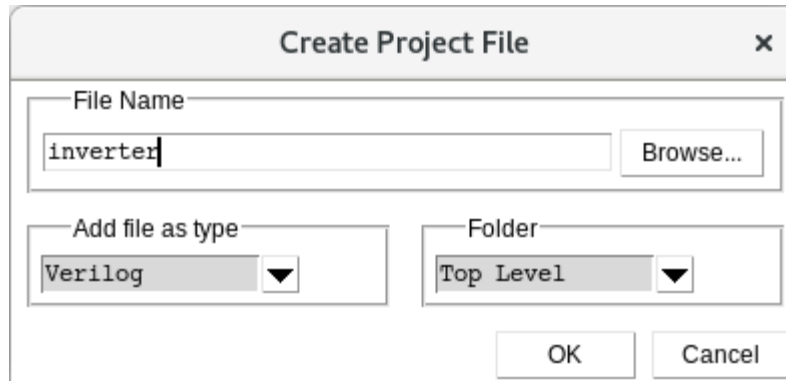 Create Project File ×
File Name
inverter
Browse...
Add file as type
Folder
Verilog
Top Level
OK
Cancel